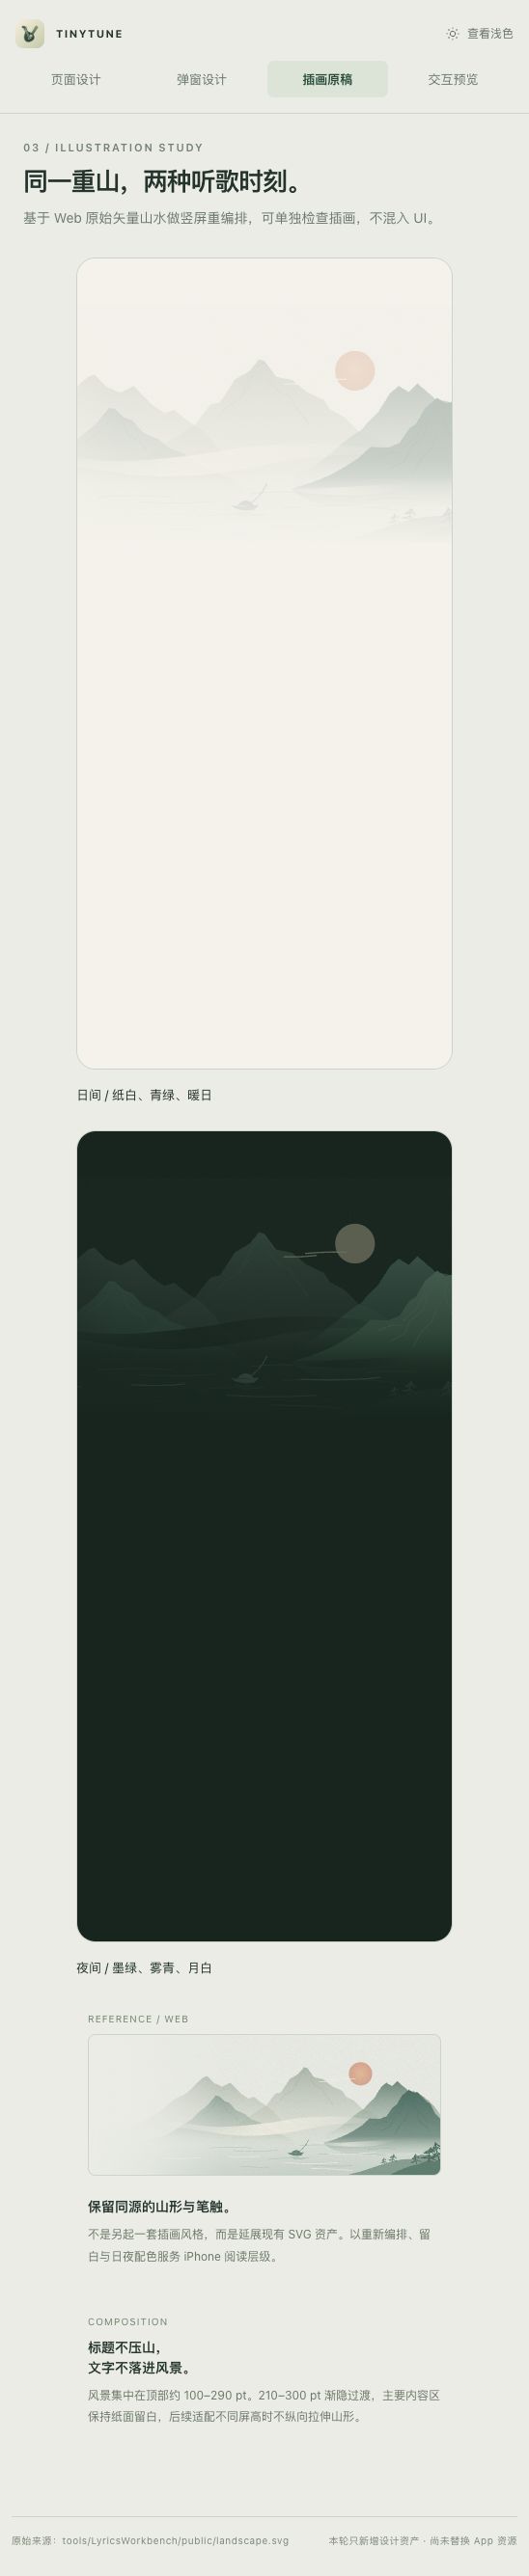 TINYTUNE
查看浅色
页面设计
弹窗设计
插画原稿
交互预览
03 / ILLUSTRATION STUDY
同一重山，两种听歌时刻。
基于 Web 原始矢量山水做竖屏重编排，可单独检查插画，不混入 UI。
日间 / 纸白、青绿、暖日
夜间 / 墨绿、雾青、月白
REFERENCE / WEB
保留同源的山形与笔触。
不是另起一套插画风格，而是延展现有 SVG 资产。以重新编排、留
白与日夜配色服务 iPhone 阅读层级。
COMPOSITION
标题不压山，
文字不落进风景。
风景集中在顶部约 100–290 pt。210–300 pt 渐隐过渡，主要内容区
保持纸面留白，后续适配不同屏高时不纵向拉伸山形。
原始来源：tools/LyricsWorkbench/public/landscape.svg
本轮只新增设计资产 · 尚未替换 App 资源